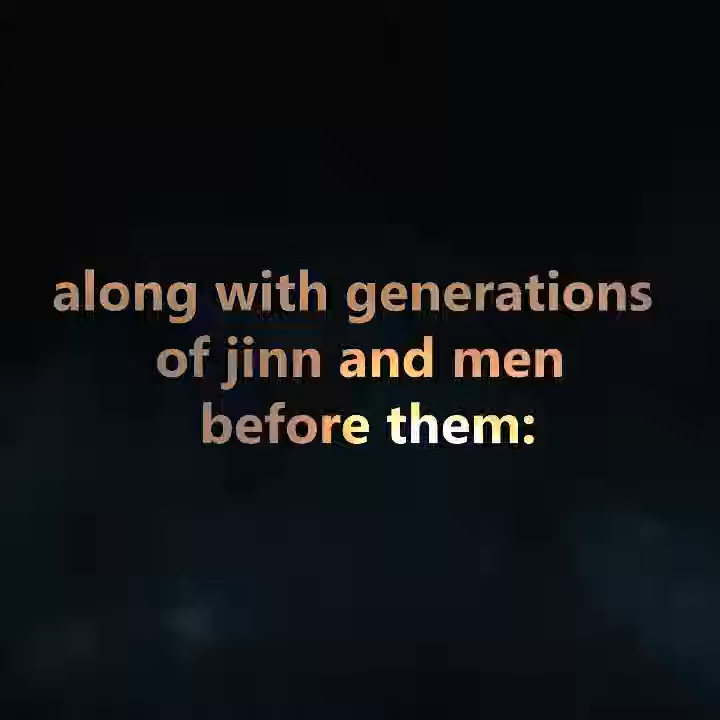 along with generations
of jinn and men
before them: